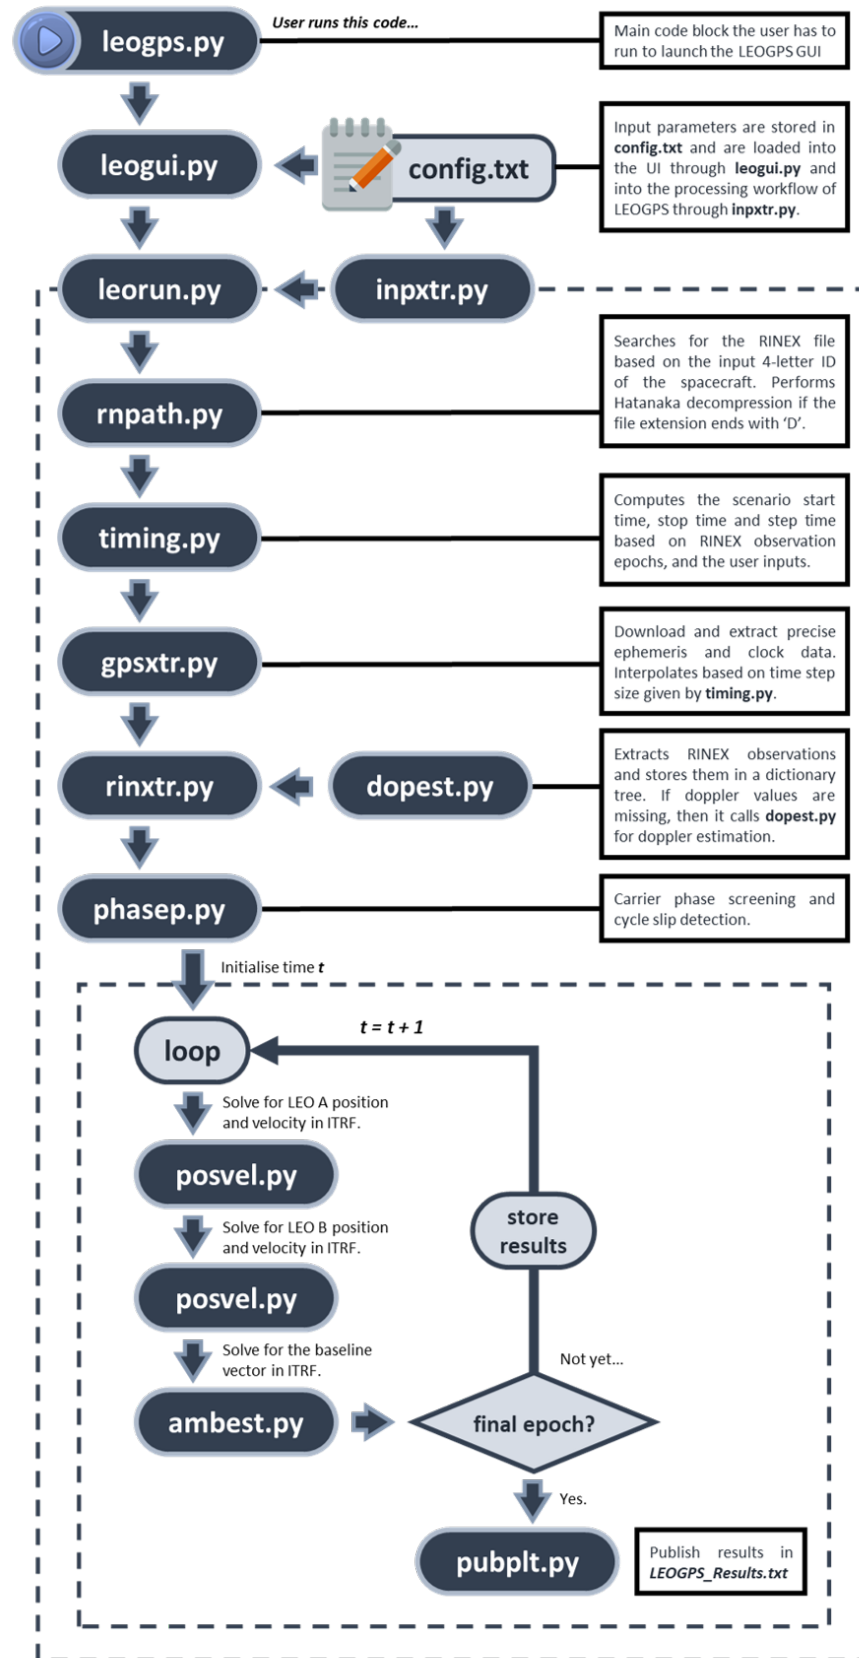 leogps.py
User runs this code...
Main code block the user has to
run to launch the LEOGPS GUI
leogui.py
config.txt
Input parameters are stored in
config.txt and are loaded into
the UI through leogui.py and
into the processing workflow of
LEOGPS through inpxtr.py.
leorun.py
inpxtr.py
rnpath.py
Searches for the RINEX file
based on the input 4-letter ID
of the spacecraft. Performs
Hatanaka decompression if the
file extension ends with ‘D’.
timing.py
Computes the scenario start
time, stop time and step time
based on RINEX observation
epochs, and the user inputs.
gpsxtr.py
Download and extract precise
ephemeris and clock data.
Interpolates based on time step
size given by timing.py.
rinxtr.py
dopest.py
Extracts RINEX observations
and stores them in a dictionary
tree. If doppler values are
missing, then it calls dopest.py
for doppler estimation.
phasep.py
Carrier phase screening and
cycle slip detection.
Initialise time t
loop
t = t + 1
Solve for LEO A position
and velocity in ITRF.
posvel.py
Solve for LEO B position
and velocity in ITRF.
store
results
posvel.py
Solve for the baseline
vector in ITRF.
Not yet...
ambest.py
final epoch?
Yes.
pubplt.py
Publish results in
LEOGPS_Results.txt